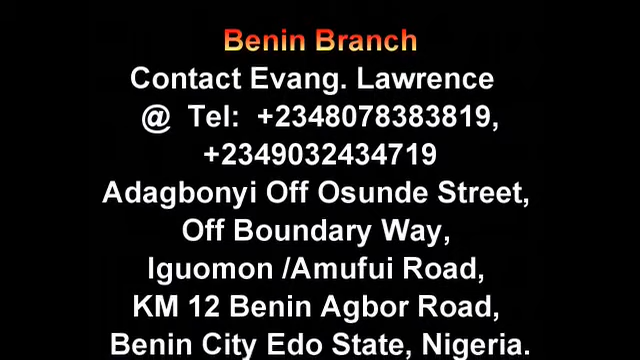 Benin Branch
Contact Evang. Lawrence
@ Tel: +2348078383819,
+2349032434719
Adagbonyi Off Osunde Street,
Off Boundary Way,
Iguomon /Amufui Road,
KM 12 Benin Agbor Road,
Benin City Edo State, Nigeria.